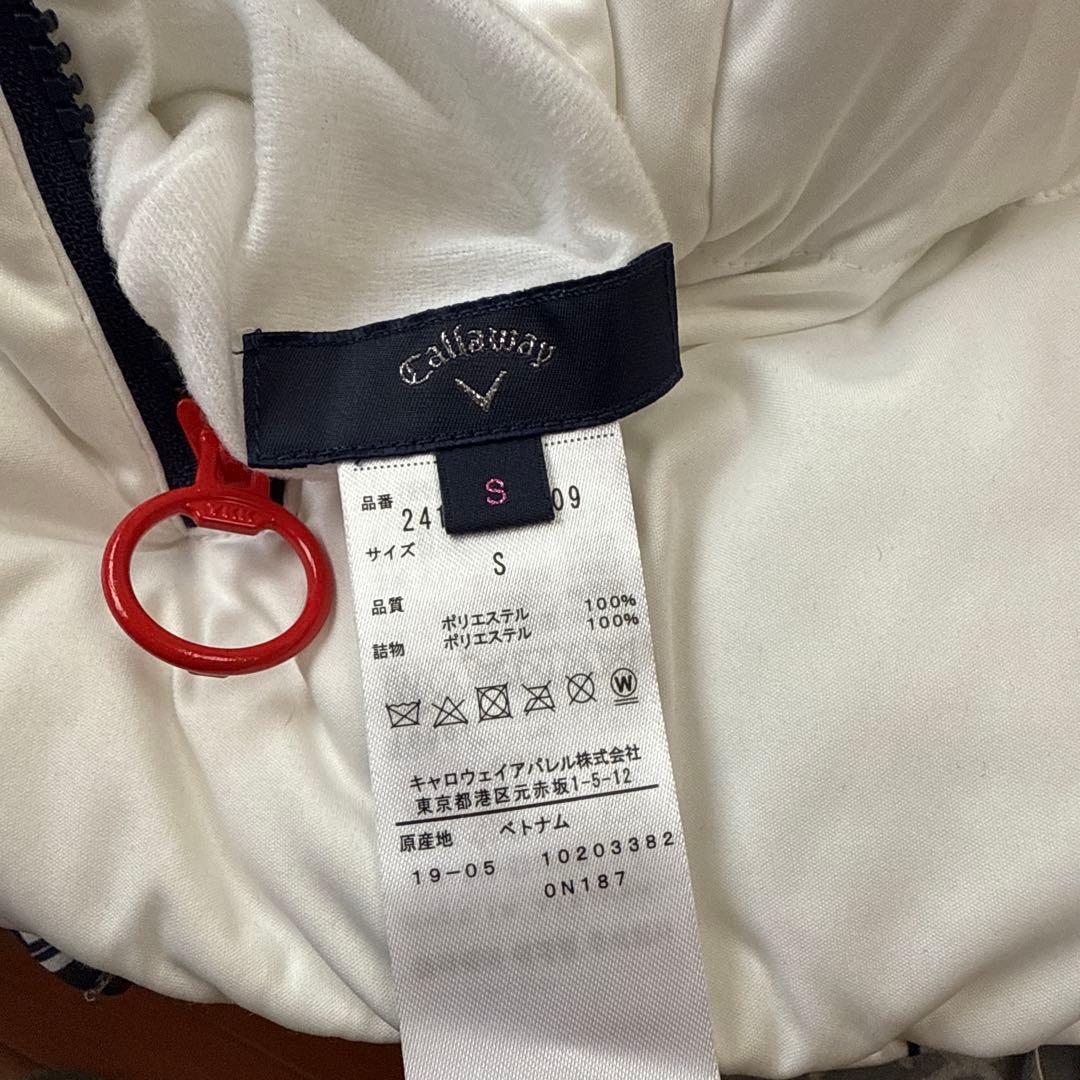 Callaway
S
品番
241 09
サイズ
S
品質 ポリエステル 100%
詰物 ポリエステル 100%
W
キャロウェイアパレル株式会社
東京都港区元赤坂1-5-12
原産地 ベトナム
19-05 10203382
0N187